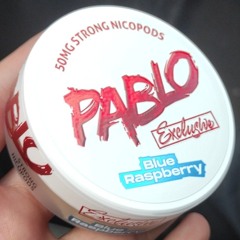 50MG STRONG NICOPODS
PABLO
Exclusive
Blue
Raspberry